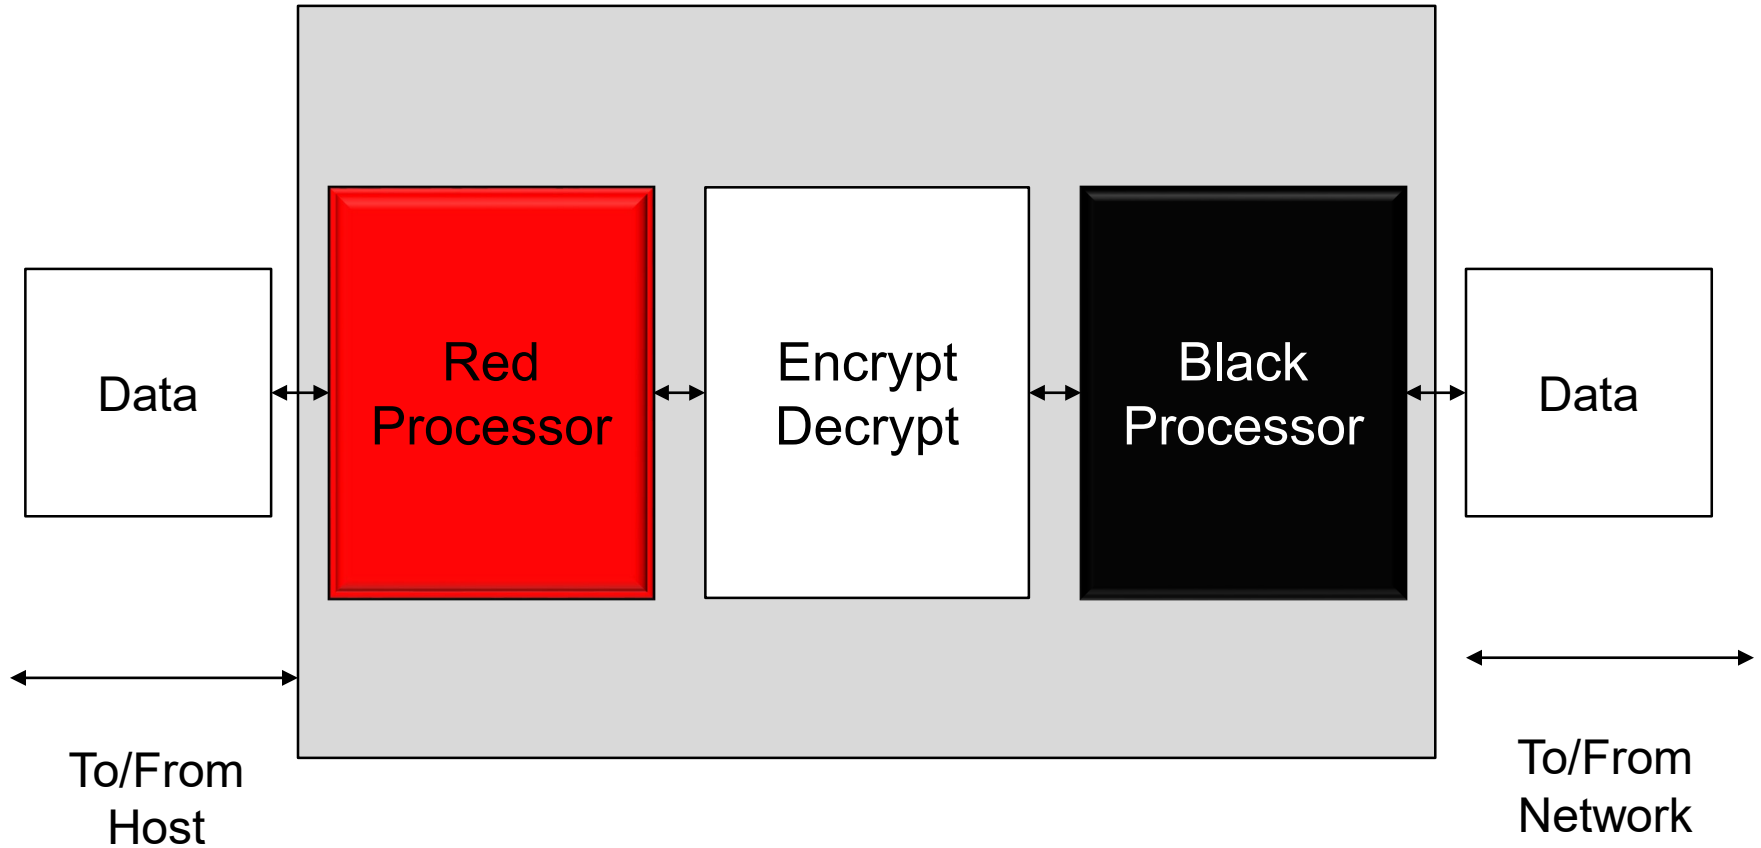 Data
Red
Processor
Encrypt
Decrypt
Black
Processor
Data
To/From
Host
To/From
Network